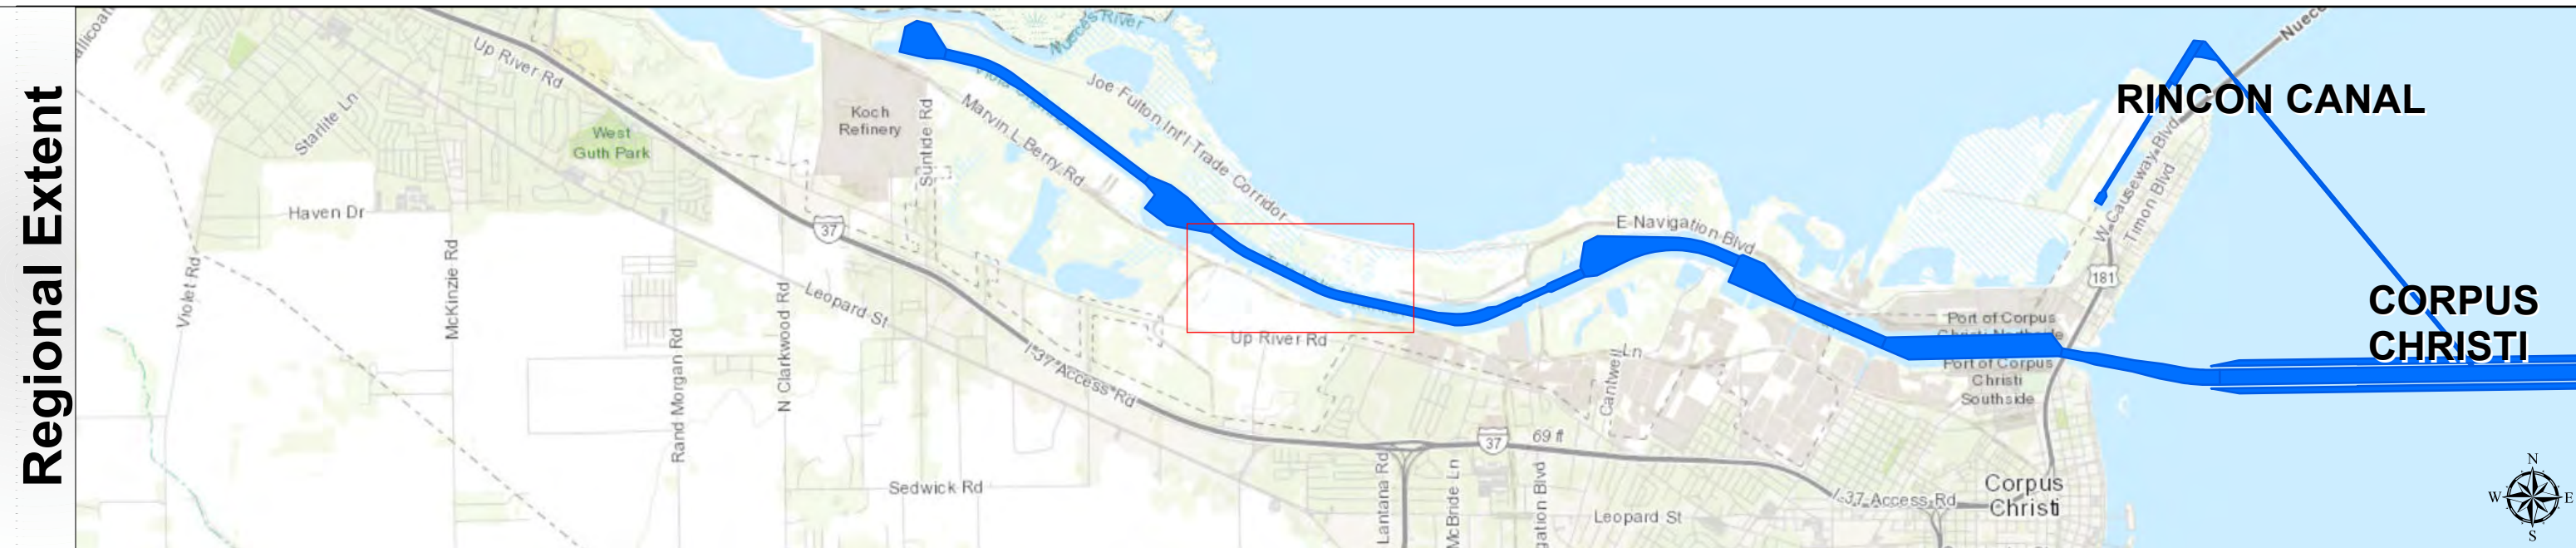 Regional Extent
allicoat
Up River Rd
Starlite Ln
West
Guth Park
Haven Dr
Violet Rd
McKinzie Rd
Rand Morgan Rd
N Clarkwood Rd
Leopard St
37
Koch
Refinery
Suntide Rd
Marvin L Berry Rd
Nueces River
Joe Fulton Int'l Trade Corridor
I-37 Access Rd
Sedwick Rd
Up River Rd
Lantana Rd
McBride Ln
37
69 ft
gation Blvd
Cantwell Ln
Leopard St
E Navigation Blvd
Port of Corpus
Christi Northside
Port of Corpus
Christi
Southside
I-37 Access Rd
Corpus
Christi
181
W Causeway Blvd
Timon Blvd
Nuece
RINCON CANAL
CORPUS
CHRISTI
N
W
E
S